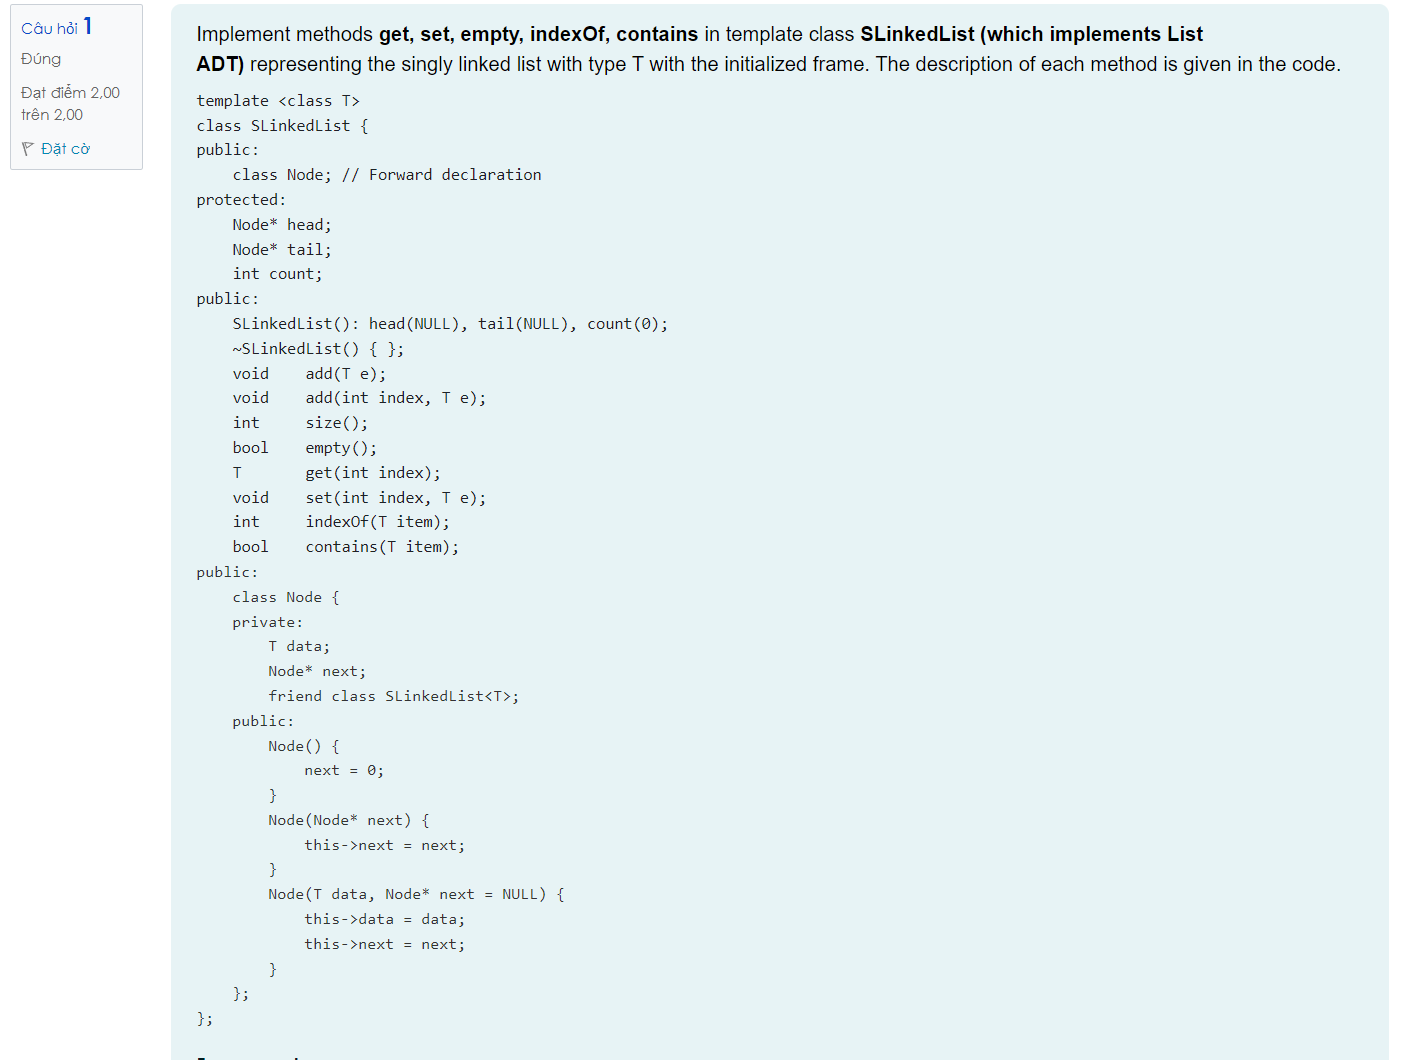 Câu hỏi 1
Đúng
Đạt điểm 2,00
trên 2,00
Đặt cờ
Implement methods get, set, empty, indexOf, contains in template class SLinkedList (which implements List
ADT) representing the singly linked list with type T with the initialized frame. The description of each method is given in the code.
template <class T>
class SLinkedList {
public:
    class Node; // Forward declaration
protected:
    Node* head;
    Node* tail;
    int count;
public:
    SLinkedList(): head(NULL), tail(NULL), count(0);
    ~SLinkedList() { };
    void    add(T e);
    void    add(int index, T e);
    int     size();
    bool    empty();
    T       get(int index);
    void    set(int index, T e);
    int     indexOf(T item);
    bool    contains(T item);
public:
    class Node {
    private:
        T data;
        Node* next;
        friend class SLinkedList<T>;
    public:
        Node() {
            next = 0;
        }
        Node(Node* next) {
            this->next = next;
        }
        Node(T data, Node* next = NULL) {
            this->data = data;
            this->next = next;
        }
    };
};